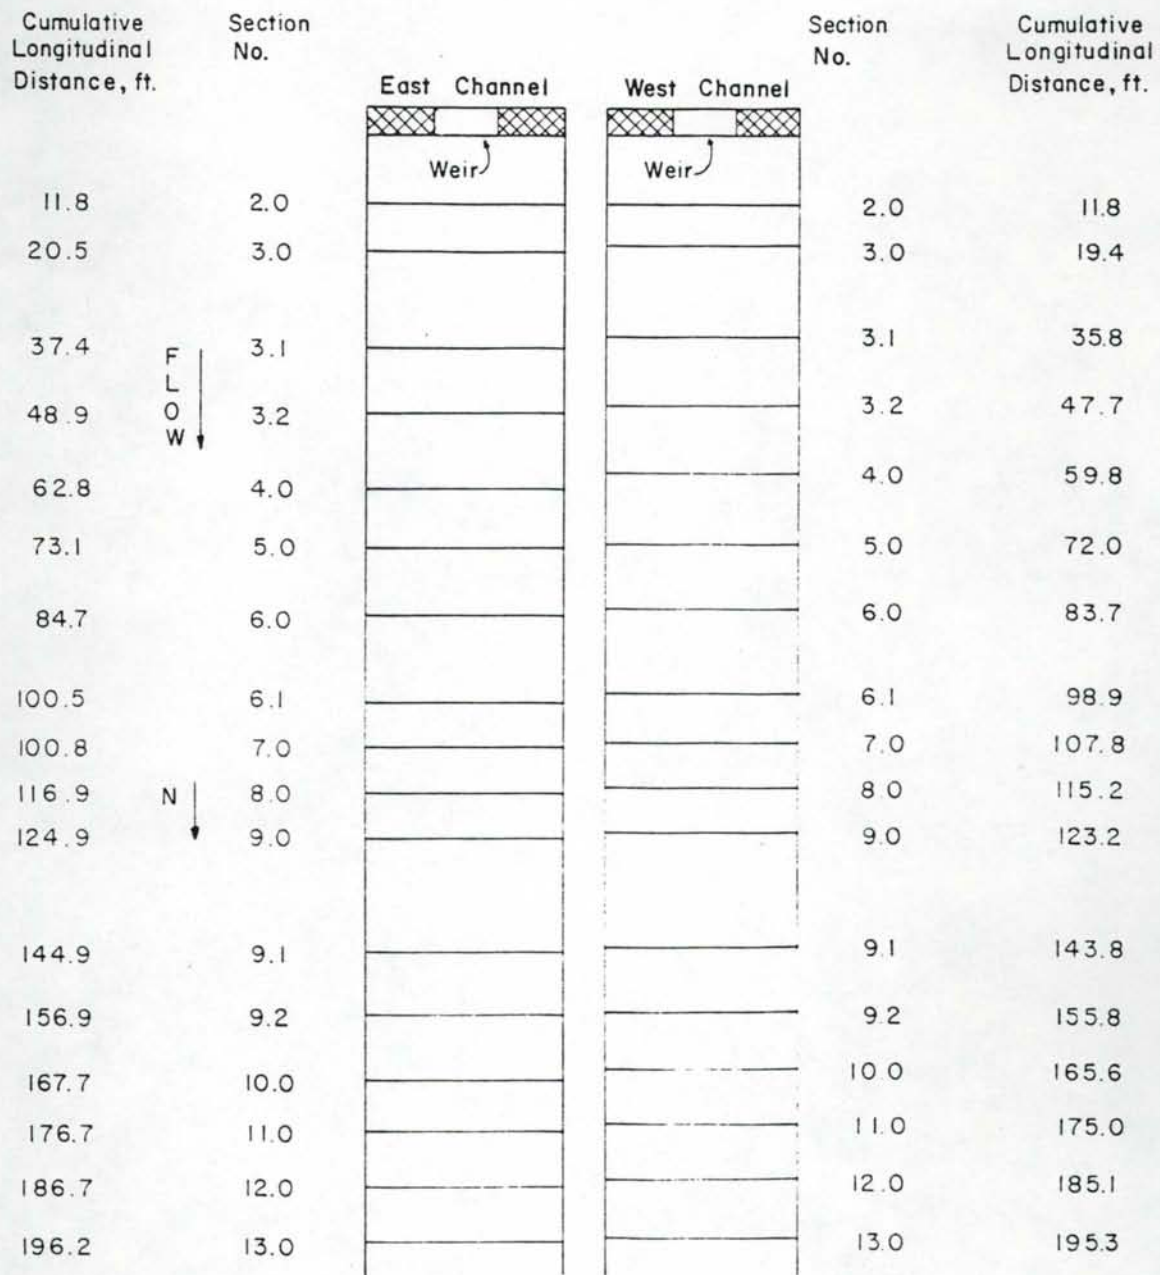 Cumulative Longitudinal Distance, ft.
Section No.
Section No.
Cumulative Longitudinal Distance, ft.
East Channel
West Channel
Weir
Weir
11.8 2.0 2.0 11.8
20.5 3.0 3.0 19.4
37.4 3.1 3.1 35.8
FLOW
48.9 3.2 3.2 47.7
62.8 4.0 4.0 59.8
73.1 5.0 5.0 72.0
84.7 6.0 6.0 83.7
100.5 6.1 6.1 98.9
100.8 7.0 7.0 107.8
116.9 N 8.0 8.0 115.2
124.9 9.0 9.0 123.2
144.9 9.1 9.1 143.8
156.9 9.2 9.2 155.8
167.7 10.0 10.0 165.6
176.7 11.0 11.0 175.0
186.7 12.0 12.0 185.1
196.2 13.0 13.0 195.3